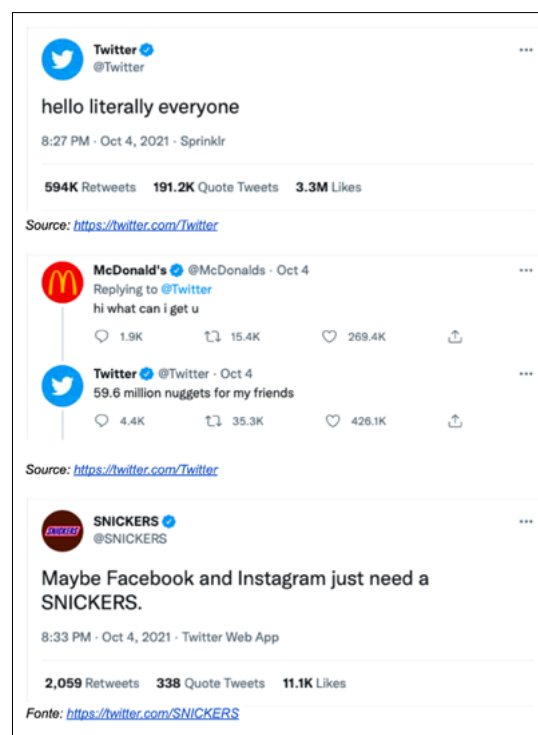 Twitter
@Twitter
hello literally everyone
8:27 PM · Oct 4, 2021 · Sprinklr
594K Retweets 191.2K Quote Tweets 3.3M Likes
Source: https://twitter.com/Twitter
McDonald's @McDonalds · Oct 4
Replying to @Twitter
hi what can i get u
1.9K 15.4K 269.4K
Twitter @Twitter · Oct 4
59.6 million nuggets for my friends
4.4K 35.3K 426.1K
Source: https://twitter.com/Twitter
SNICKERS
SNICKERS
@SNICKERS
Maybe Facebook and Instagram just need a
SNICKERS.
8:33 PM · Oct 4, 2021 · Twitter Web App
2,059 Retweets 338 Quote Tweets 11.1K Likes
Fonte: https://twitter.com/SNICKERS